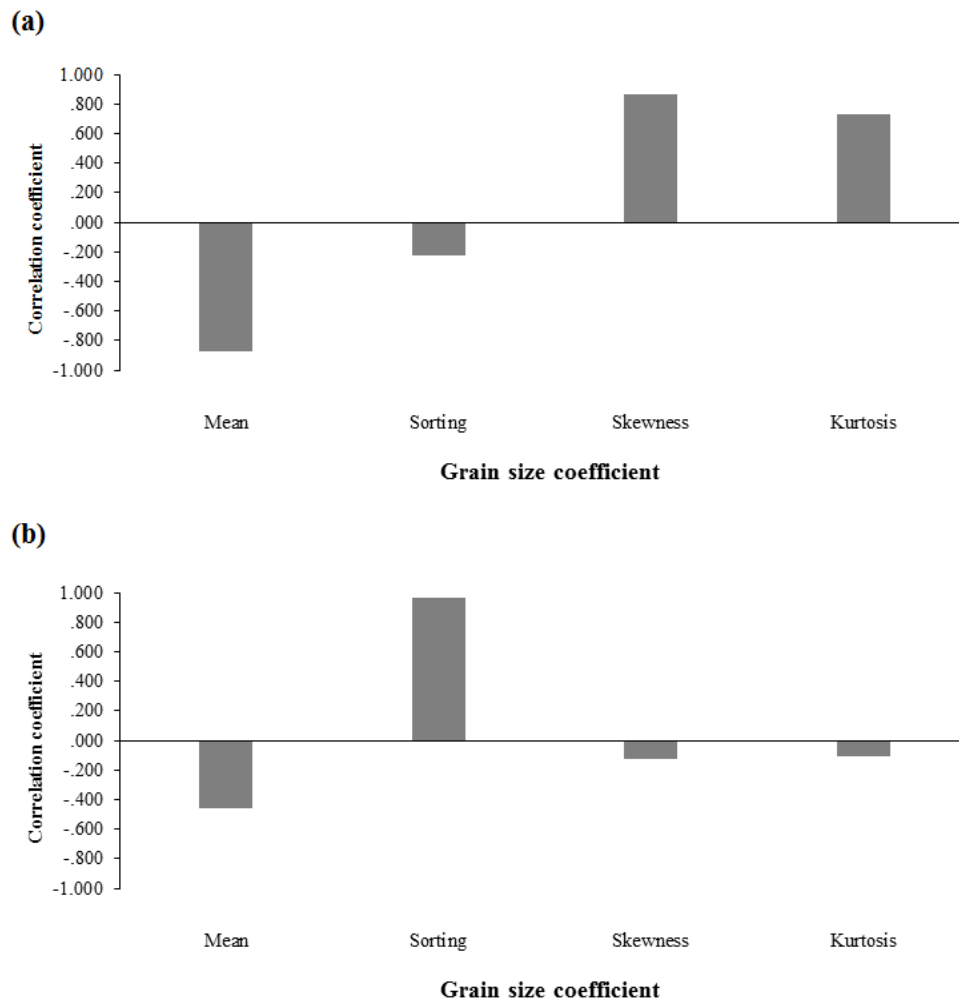 (a)
1.000
.800
.600
.400
.200
.000
-.200
-.400
-.600
-.800
-1.000
Correlation coefficient
Mean Sorting Skewness Kurtosis
Grain size coefficient
(b)
1.000
.800
.600
.400
.200
.000
-.200
-.400
-.600
-.800
-1.000
Correlation coefficient
Mean Sorting Skewness Kurtosis
Grain size coefficient